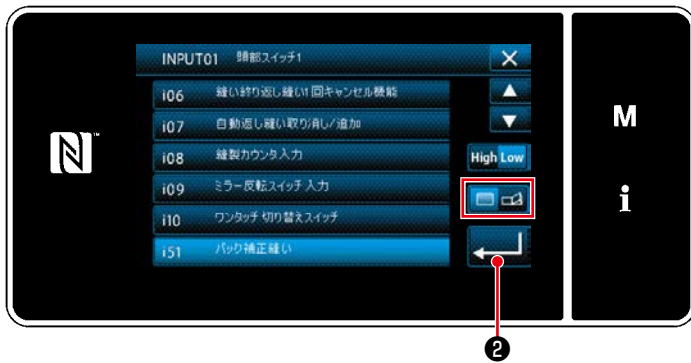 INPUT01 頭部スイッチ1
i06 縫い終り返し縫い1回キャンセル機能
i07 自動返し縫い取り消し/追加
i08 縫製カウンタ入力
i09 ミラー反転スイッチ入力
i10 ワンタッチ切り替えスイッチ
i51 バック補正縫い
High Low
M
i
❷